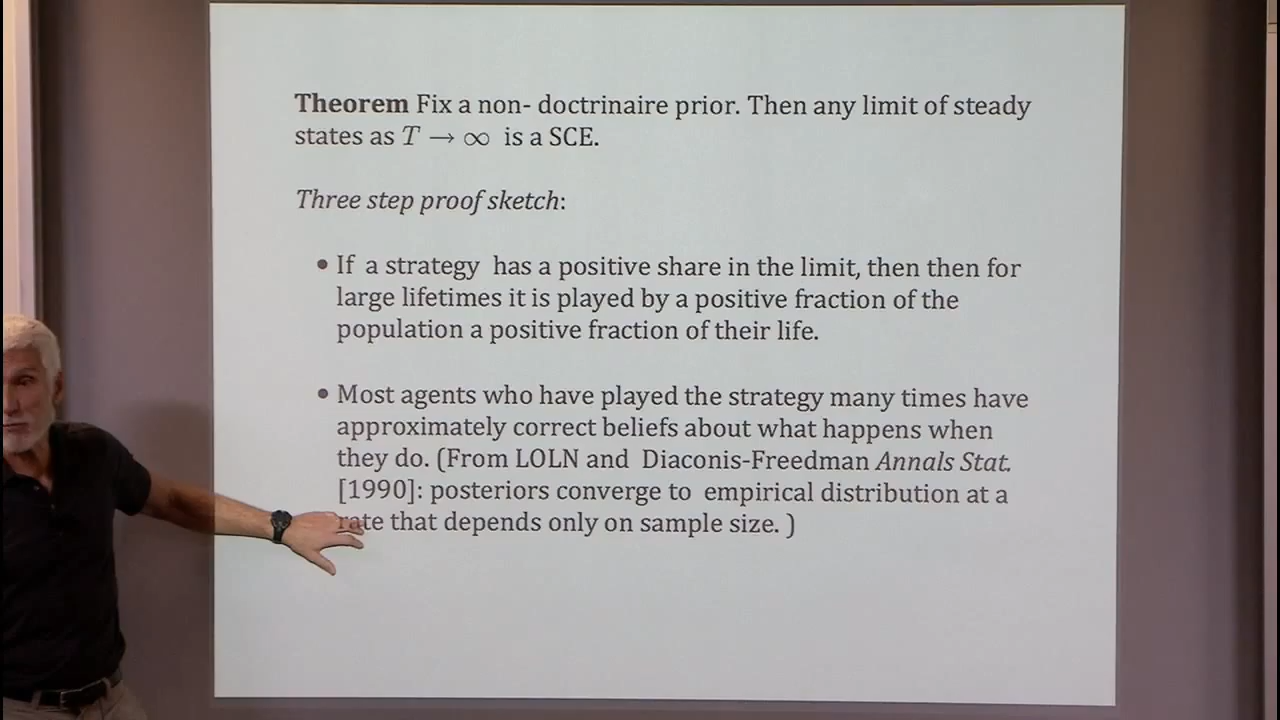 Theorem Fix a non- doctrinaire prior. Then any limit of steady
states as T → ∞ is a SCE.
Three step proof sketch:
• If a strategy has a positive share in the limit, then then for
large lifetimes it is played by a positive fraction of the
population a positive fraction of their life.
• Most agents who have played the strategy many times have
approximately correct beliefs about what happens when
they do. (From LOLN and Diaconis-Freedman Annals Stat.
[1990]: posteriors converge to empirical distribution at a
rate that depends only on sample size. )